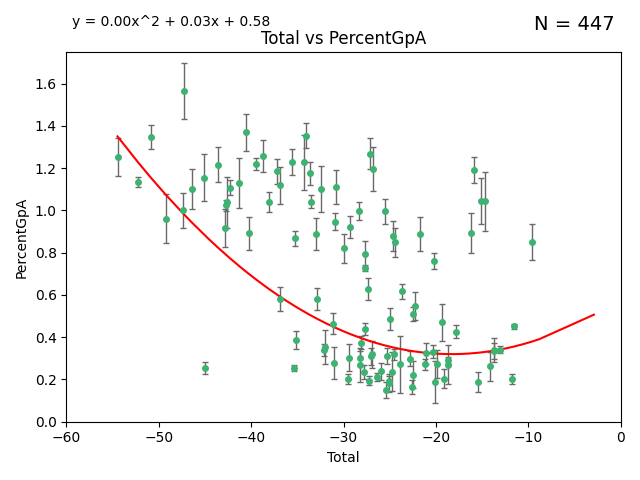 y = 0.00x^2 + 0.03x + 0.58
N = 447
Total vs PercentGpA
PercentGpA
1.6
1.4
1.2
1.0
0.8
0.6
0.4
0.2
0.0
−60 −50 −40 −30 −20 −10 0
Total